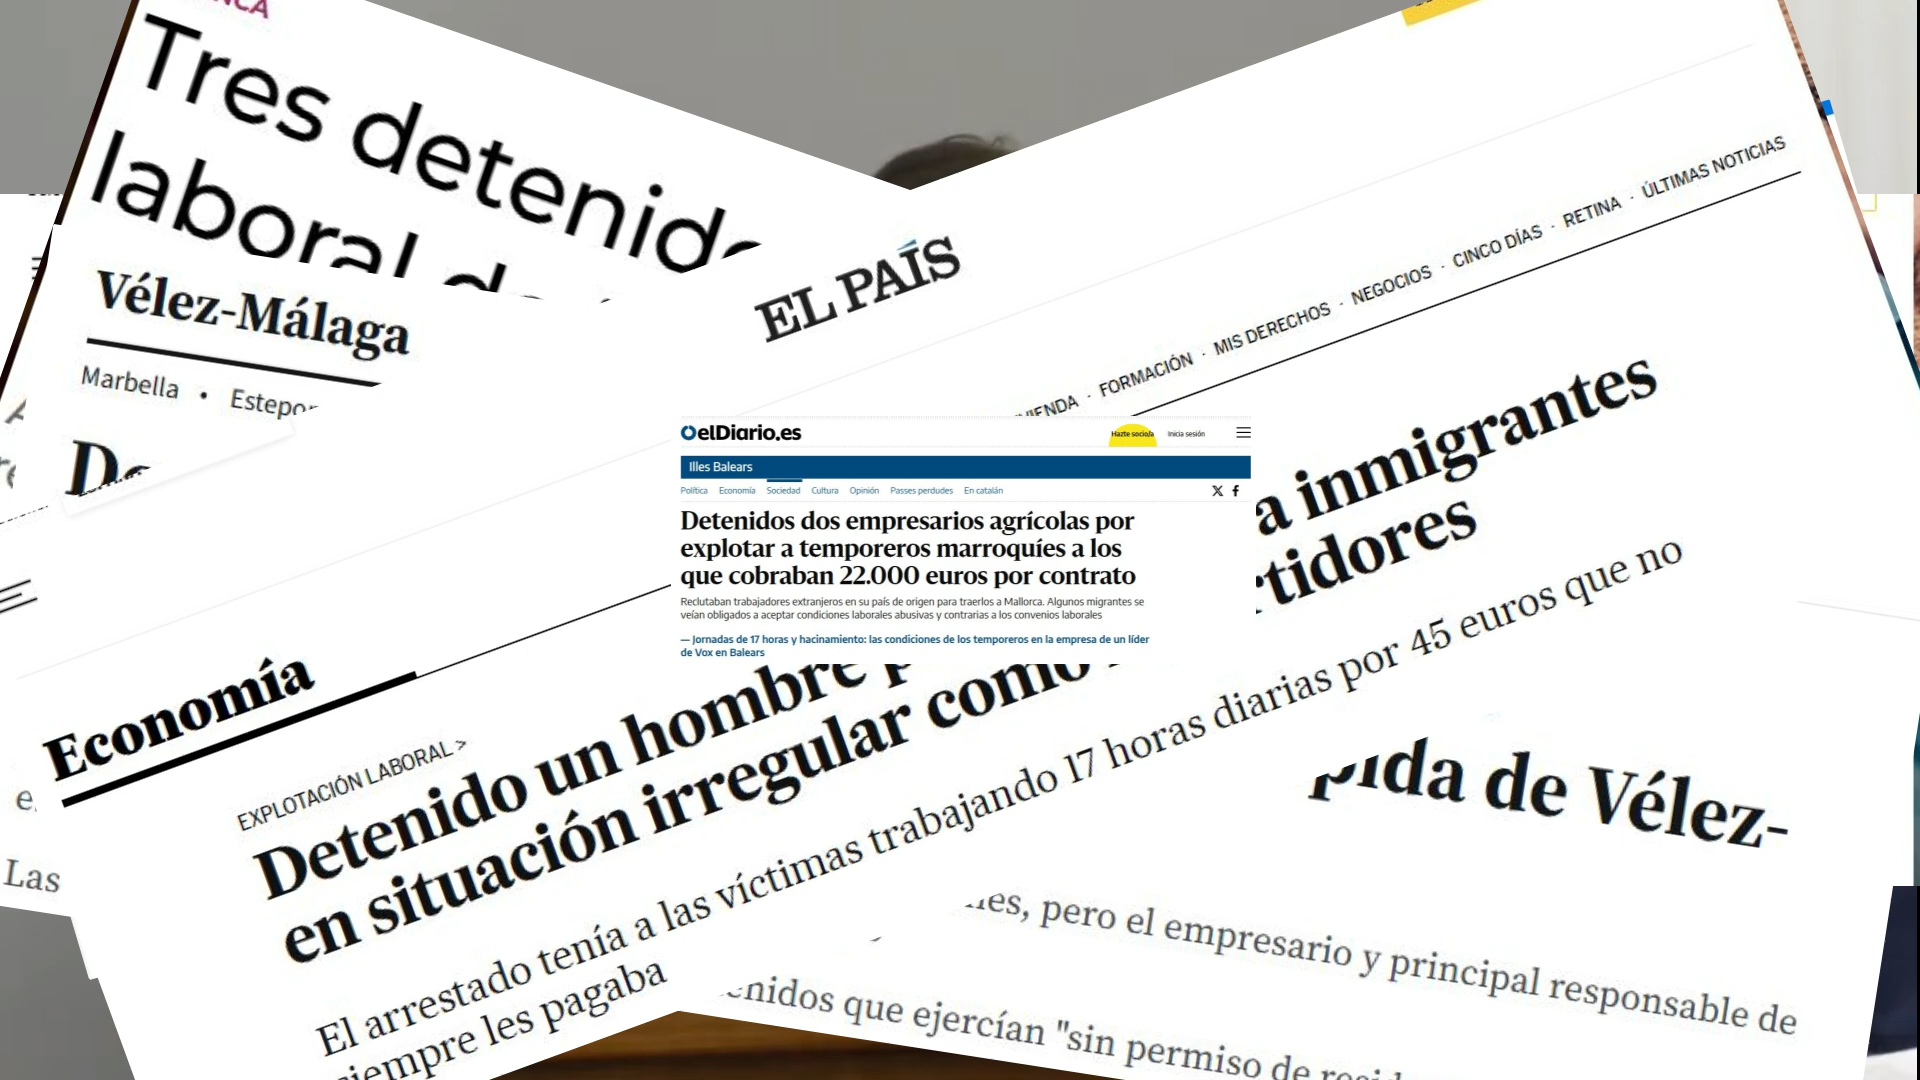 Tres
laboral
Vélez-Málaga
Marbella •
EL PAÍS
FORMACIÓN · MIS DERECHOS · NEGOCIOS · CINCO DÍAS · RETINA · ÚLTIMAS NOTICIAS
elDiario.es
Hazte socio/a Inicia sesión
Illes Balears
Política Economía Sociedad Cultura Opinión Passes perdudes En catalán
Detenidos dos empresarios agrícolas por
explotar a temporeros marroquíes a los
que cobraban 22.000 euros por contrato
Reclutaban trabajadores extranjeros en su país de origen para traerlos a Mallorca. Algunos migrantes se
veían obligados a aceptar condiciones laborales abusivas y contrarias a los convenios laborales
— Jornadas de 17 horas y hacinamiento: las condiciones de los temporeros en la empresa de un líder
de Vox en Balears
Economía
EXPLOTACIÓN LABORAL >
Detenido un hombre a inmigrantes
en situación irregular como rtidores
El arrestado tenía a las víctimas trabajando 17 horas diarias por 45 euros que no
siempre les pagaba
Las
pida de Vélez-
es, pero el empresario y principal responsable de
enidos que ejercían "sin permiso de